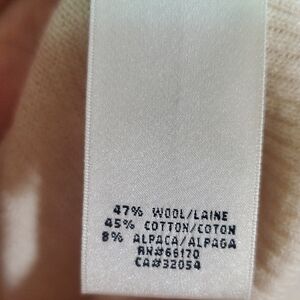 47% WOOL/LAINE
45% COTTON/COTON
8% ALPACA/ALPAGA
RN#66170
CA#32054